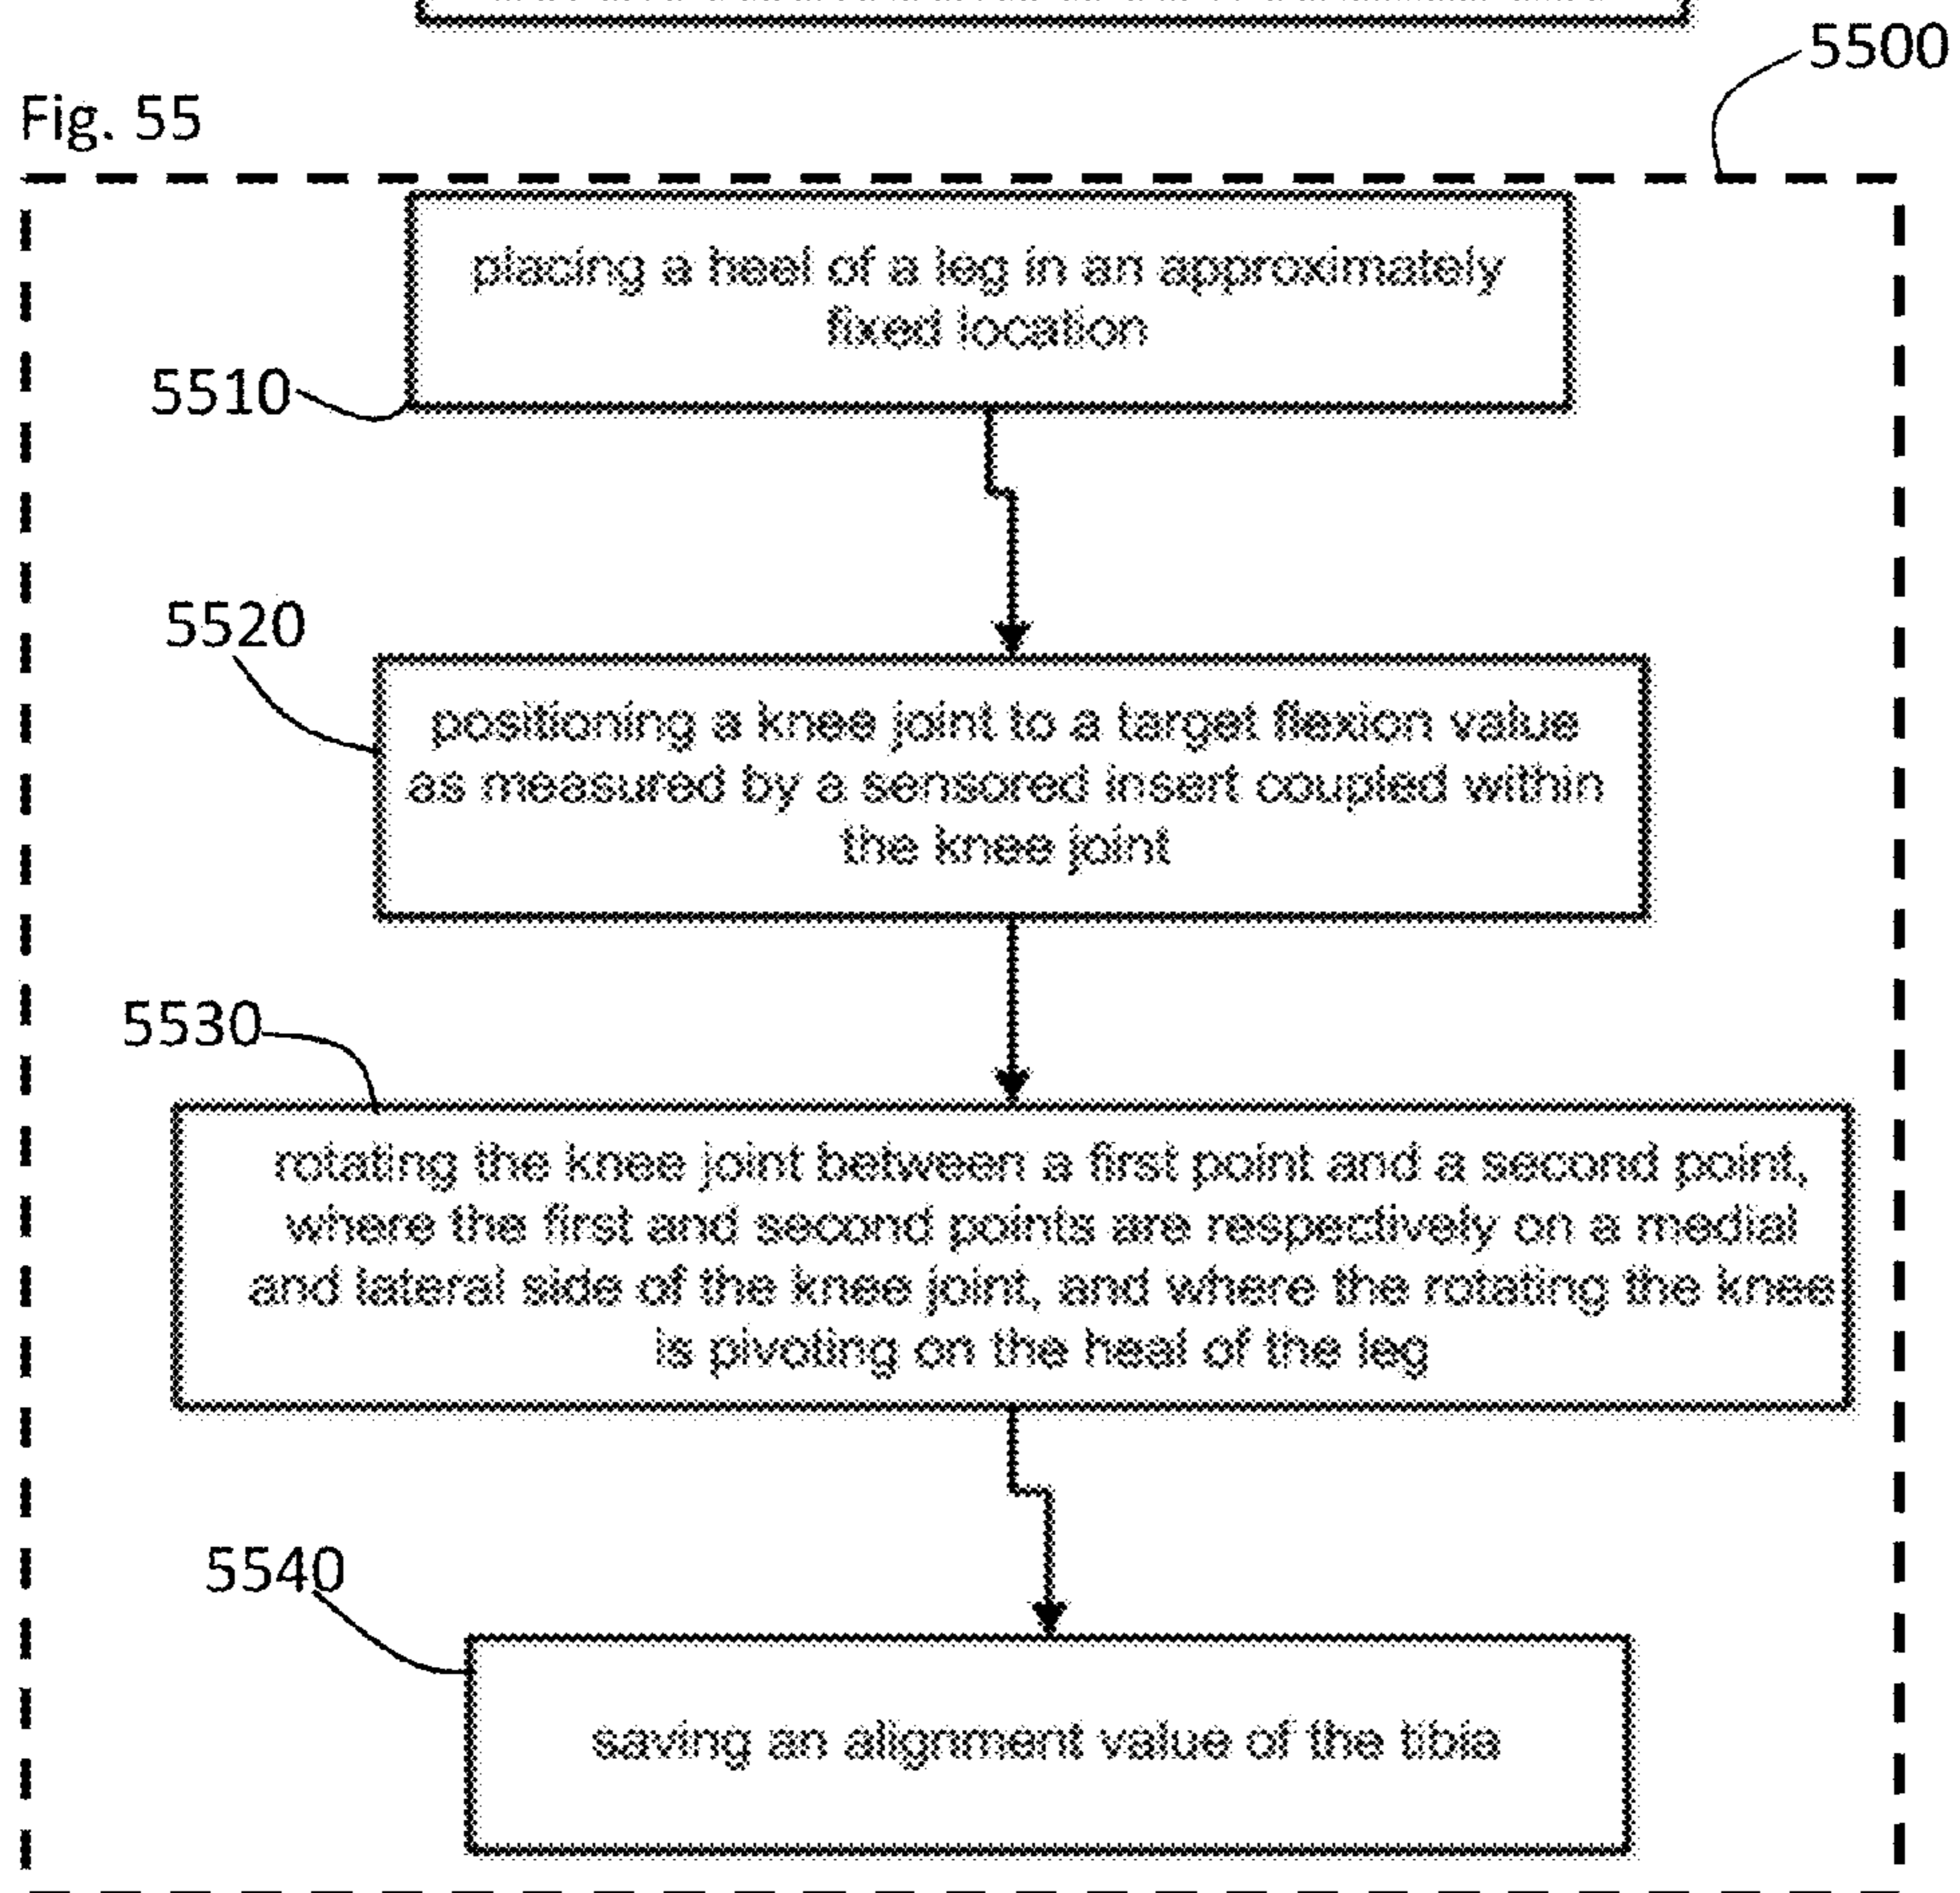 5500
Fig. 55
placing a heel of a leg in an approximately
fixed location
5510
5520
positioning a knee joint to a target flexion value
as measured by a sensored insert coupled within
the knee joint
5530
rotating the knee joint between a first point and a second point,
where the first and second points are respectively on a medial
and lateral side of the knee joint, and where the rotating the knee
is pivoting on the heal of the leg
5540
saving an alignment value of the tibia